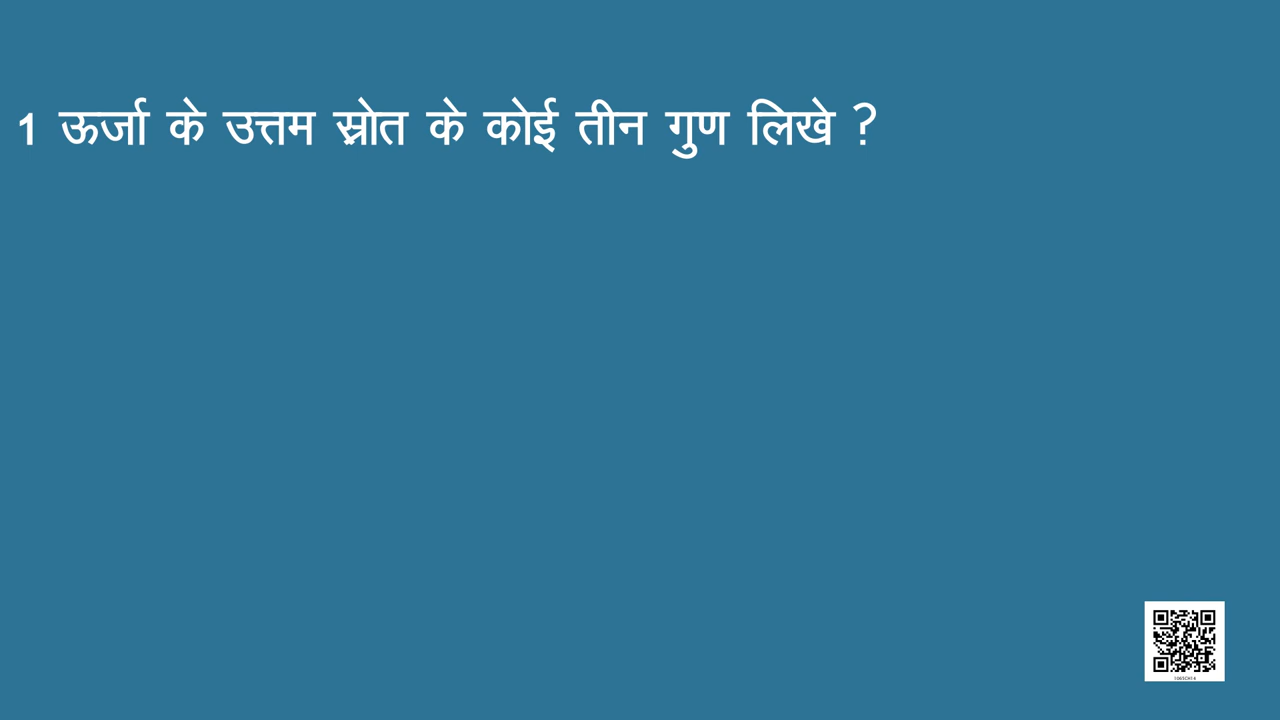 1 ऊर्जा के उत्तम स्रोत के कोई तीन गुण लिखे ?